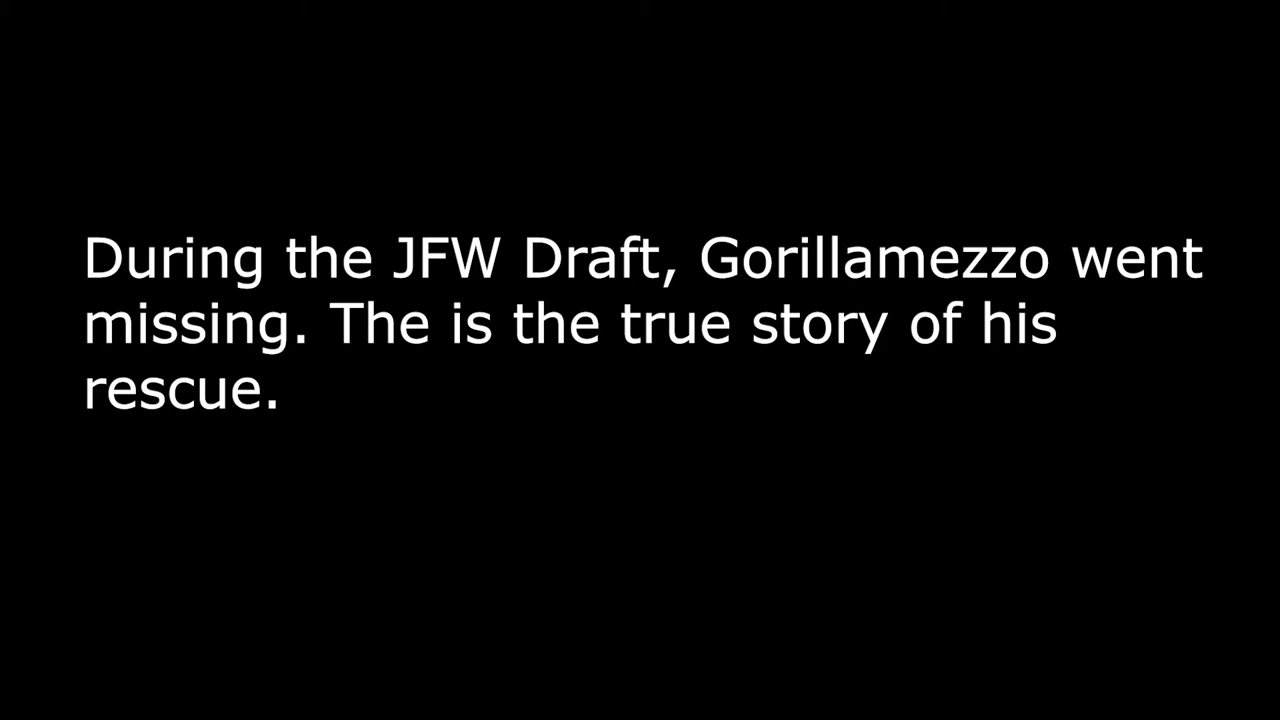 During the JFW Draft, Gorillamezzo went
missing. The is the true story of his
rescue.